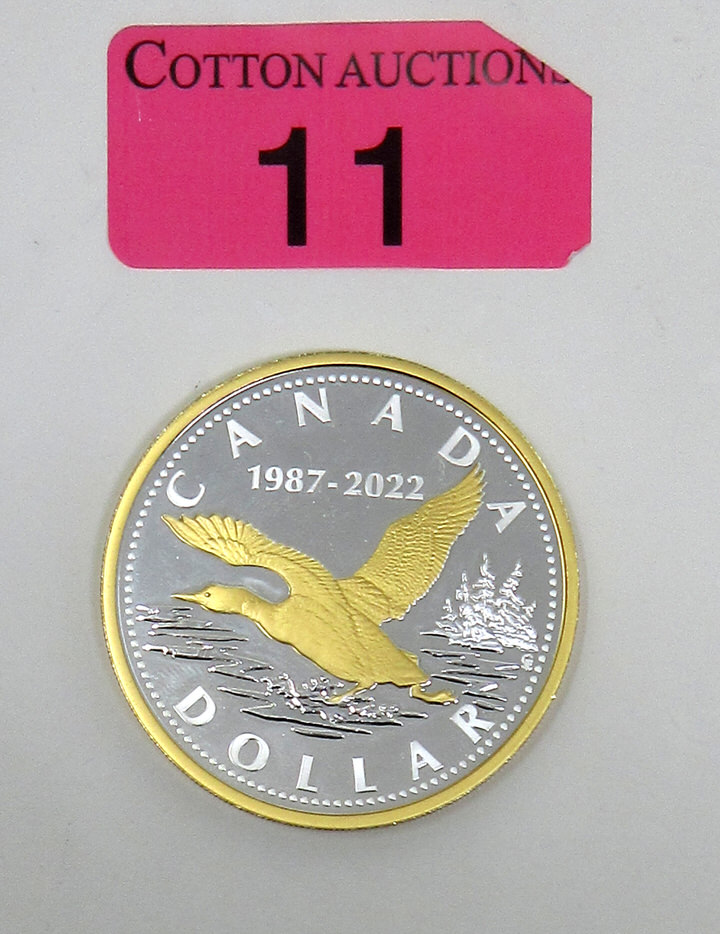 COTTON AUCTIONS
11
CANADA
1987-2022
DOLLAR